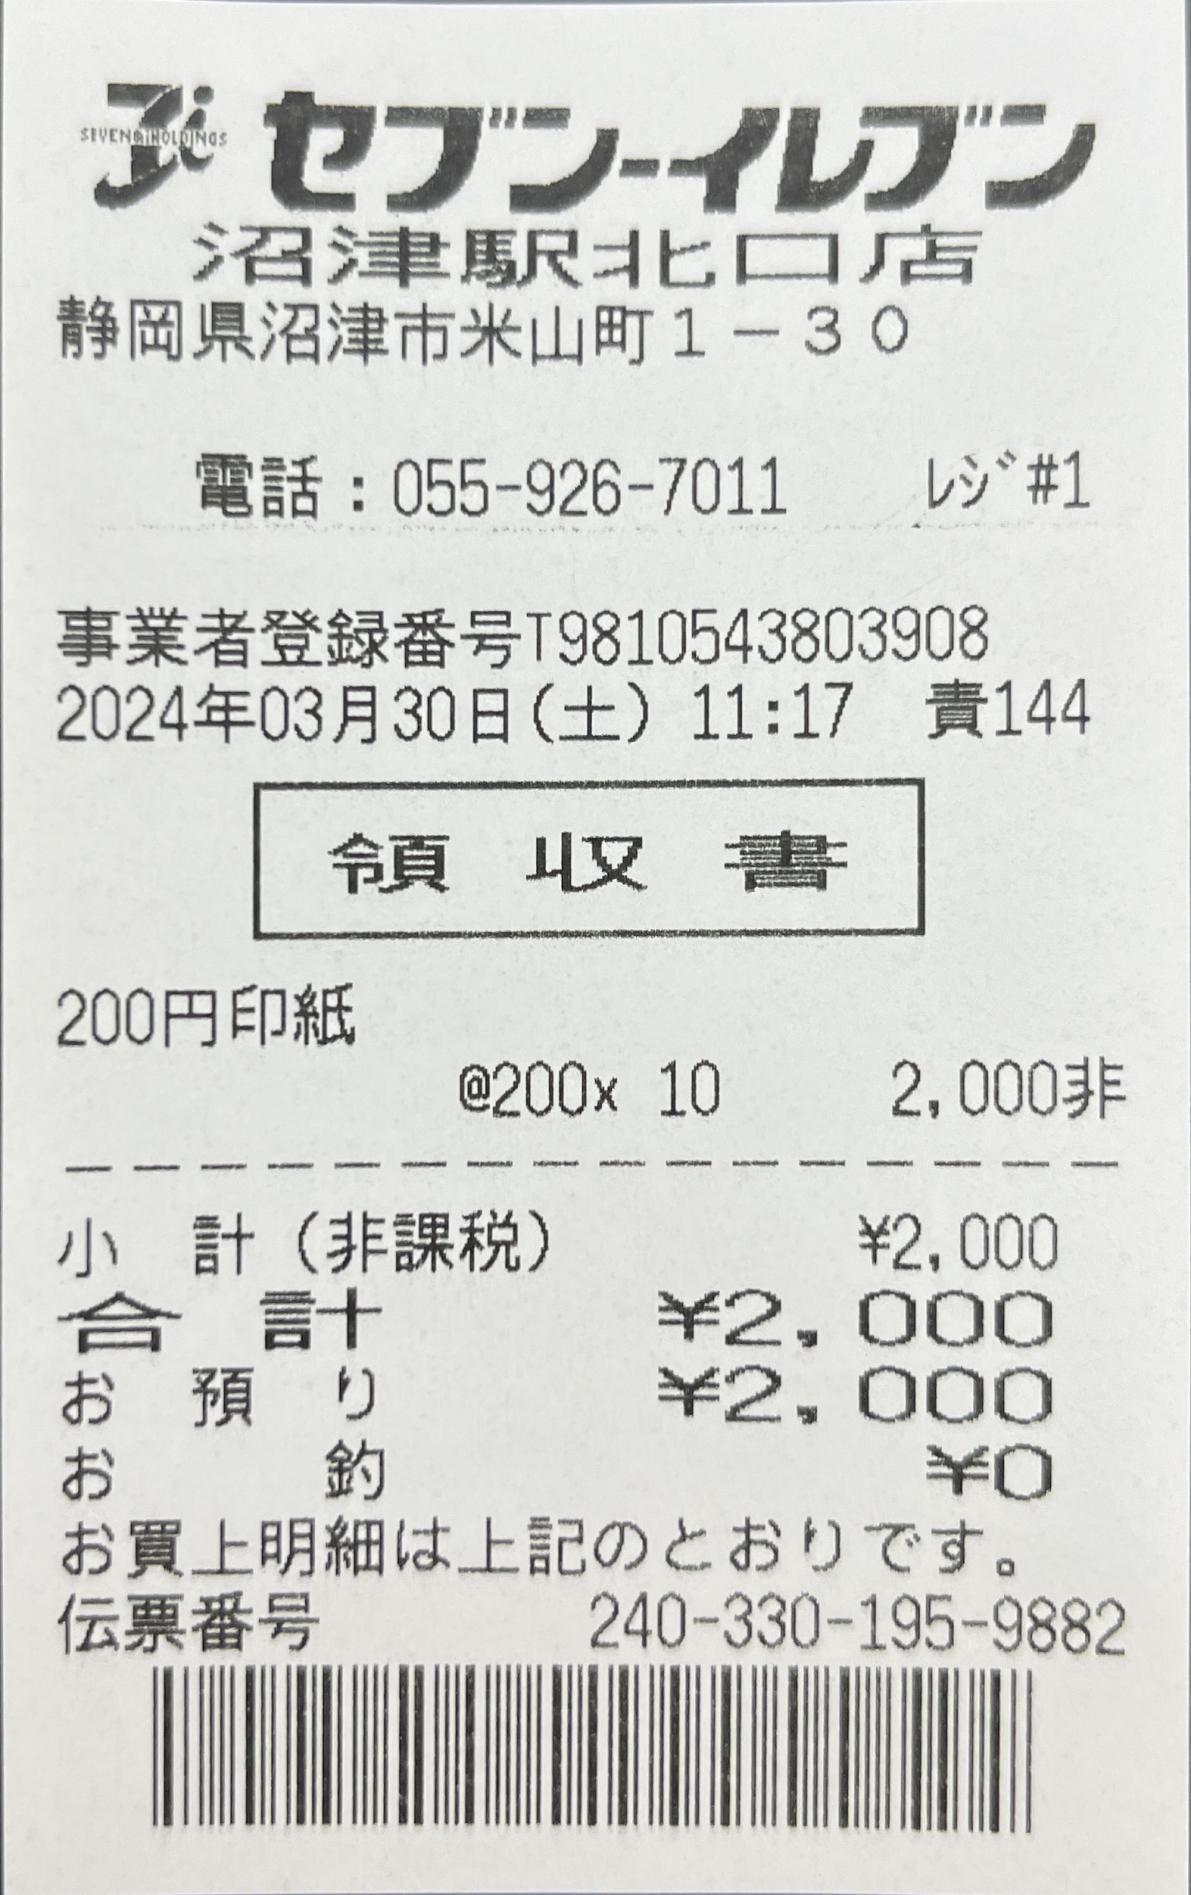 SEVEN&i HOLDINGS
セブン-イレブン
沼津駅北口店
静岡県沼津市米山町1-30
電話:055-926-7011 レジ#1
事業者登録番号T9810543803908
2024年03月30日(土) 11:17 責144
領 収 書
200円印紙
@200x 10 2,000非
小 計(非課税) ¥2,000
合 計 ¥2,000
お 預 り ¥2,000
お 釣 ¥0
お買上明細は上記のとおりです。
伝票番号 240-330-195-9882